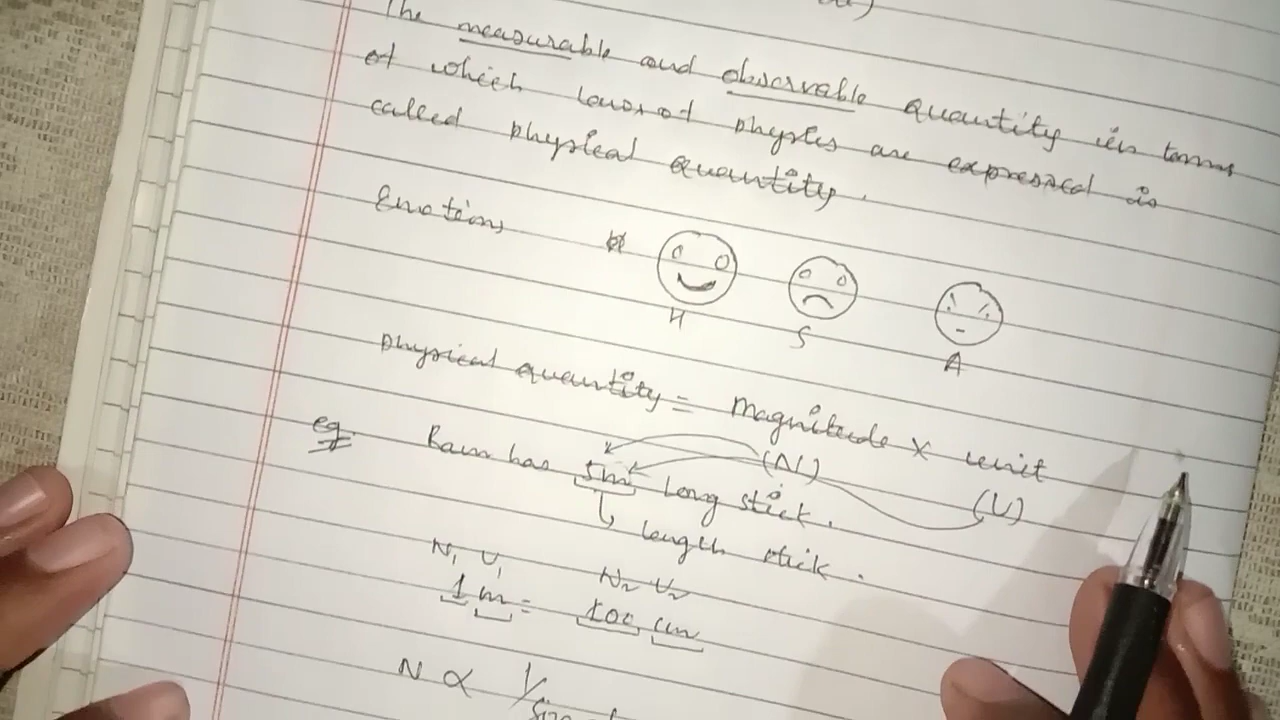 The measurable and observable quantity in terms
of which laws of physics are expressed is
called physical quantity.
Emotions
H S A
physical quantity = Magnitude × unit
(N) (U)
eg. Ram has 5m long stick.
length stick.
N₁ U₁ N₂ U₂
1 m = 100 cm
N ∝ 1/